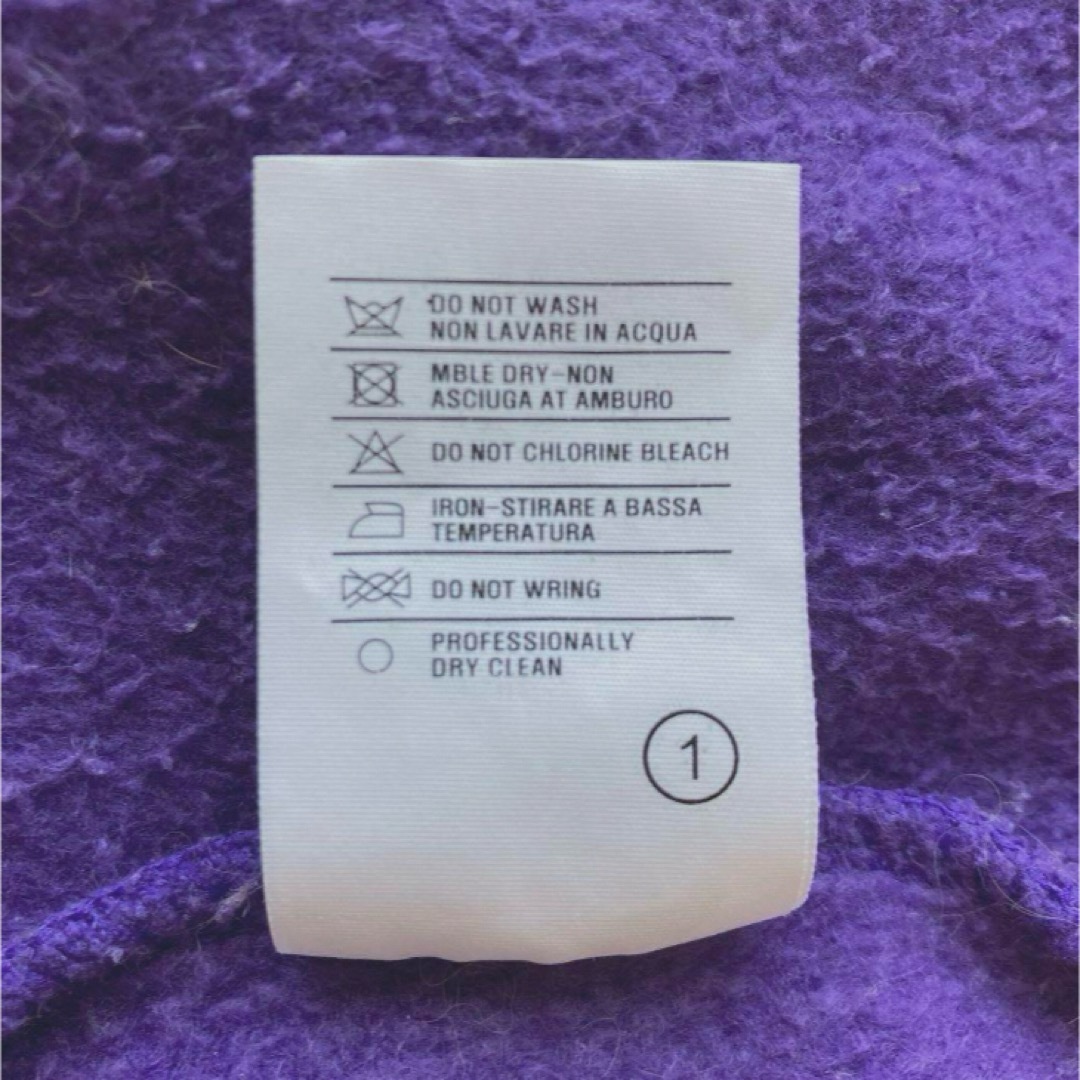 DO NOT WASH
NON LAVARE IN ACQUA
MBLE DRY-NON
ASCIUGA AT AMBURO
DO NOT CHLORINE BLEACH
IRON-STIRARE A BASSA
TEMPERATURA
DO NOT WRING
PROFESSIONALLY
DRY CLEAN
1